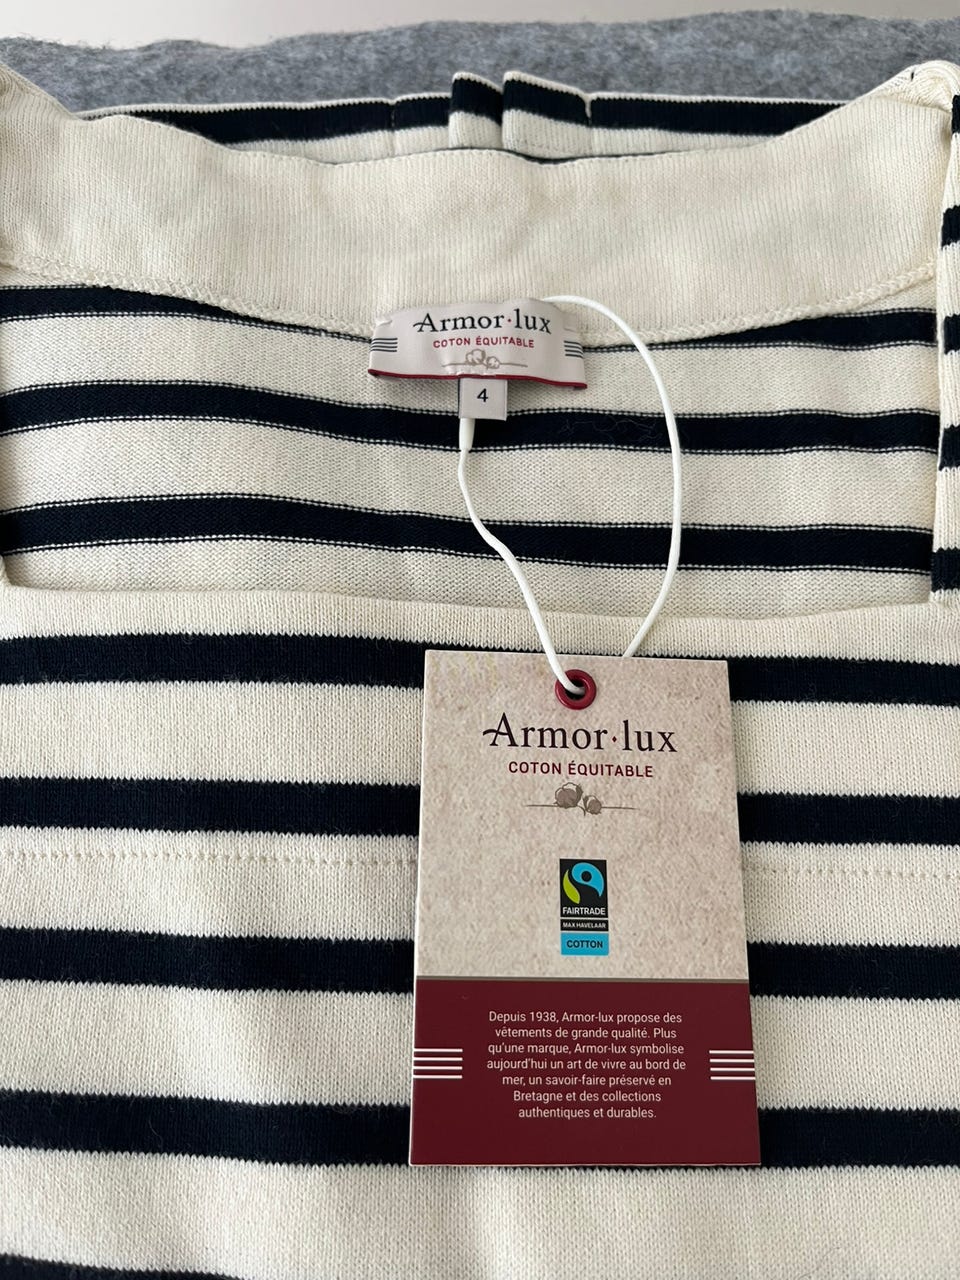 Armor·lux
COTON ÉQUITABLE
4
Armor·lux
COTON ÉQUITABLE
FAIRTRADE
MAX HAVELAAR
COTTON
Depuis 1938, Armor-lux propose des
vêtements de grande qualité. Plus
qu'une marque, Armor-lux symbolise
aujourd'hui un art de vivre au bord de
mer, un savoir-faire préservé en
Bretagne et des collections
authentiques et durables.